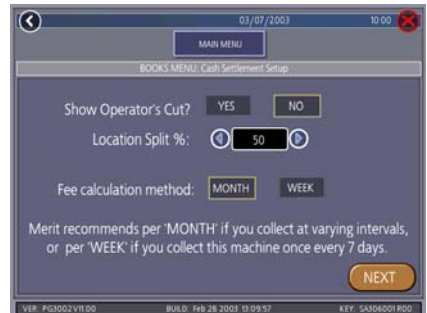 03/07/2003 10:00
MAIN MENU
BOOKS MENU: Cash Settlement Setup
Show Operator's Cut? YES NO
Location Split %: 50
Fee calculation method: MONTH WEEK
Merit recommends per 'MONTH' if you collect at varying intervals,
or per 'WEEK' if you collect this machine once every 7 days.
NEXT
VER: PG3002V11.00 BUILD: Feb 28 2003 13:09:57 KEY: SA306001 R00